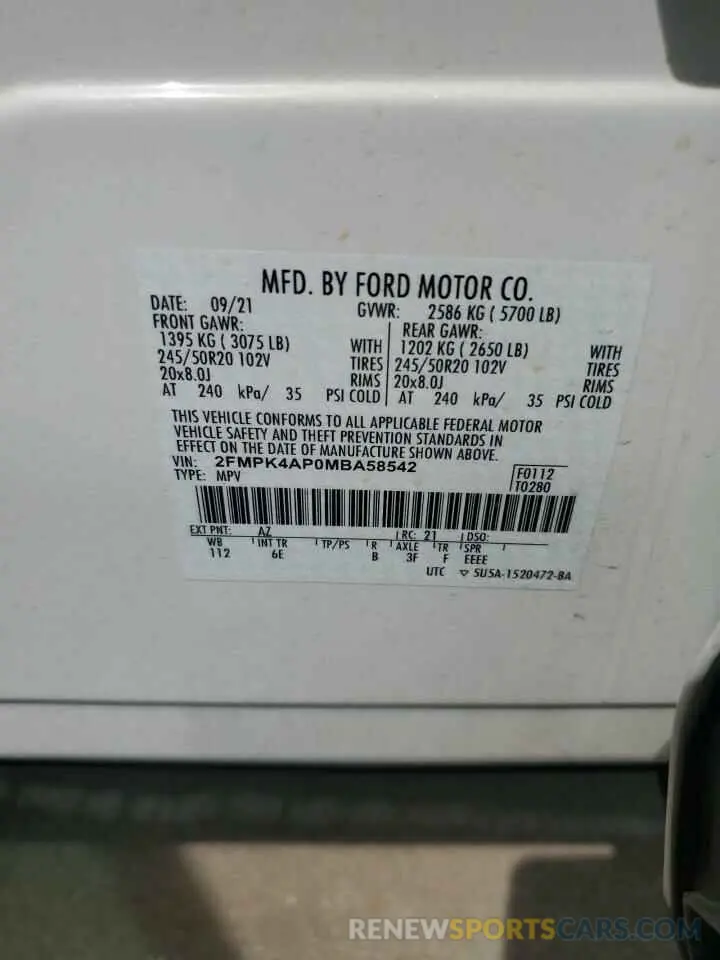 MFD. BY FORD MOTOR CO.
DATE: 09/21 GVWR: 2586 KG ( 5700 LB)
FRONT GAWR: REAR GAWR:
1395 KG ( 3075 LB) WITH 1202 KG ( 2650 LB) WITH
245/50R20 102V TIRES 245/50R20 102V TIRES
20x8.0J RIMS 20x8.0J RIMS
AT 240 kPa/ 35 PSI COLD AT 240 kPa/ 35 PSI COLD
THIS VEHICLE CONFORMS TO ALL APPLICABLE FEDERAL MOTOR
VEHICLE SAFETY AND THEFT PREVENTION STANDARDS IN
EFFECT ON THE DATE OF MANUFACTURE SHOWN ABOVE.
VIN: 2FMPK4AP0MBA58542 F0112
TYPE: MPV T0280
EXT PNT: AZ RC: 21 DSO:
WB INT TR TP/PS R AXLE TR SPR
112 6E B 3F F EEEE
UTC ▽ 5U5A-1520472-BA
RENEWSPORTSCARS.COM